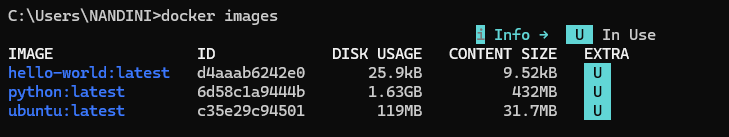 C:\Users\NANDINI>docker images
i Info → U In Use
IMAGE ID DISK USAGE CONTENT SIZE EXTRA
hello-world:latest d4aaab6242e0 25.9kB 9.52kB U
python:latest 6d58c1a9444b 1.63GB 432MB U
ubuntu:latest c35e29c94501 119MB 31.7MB U